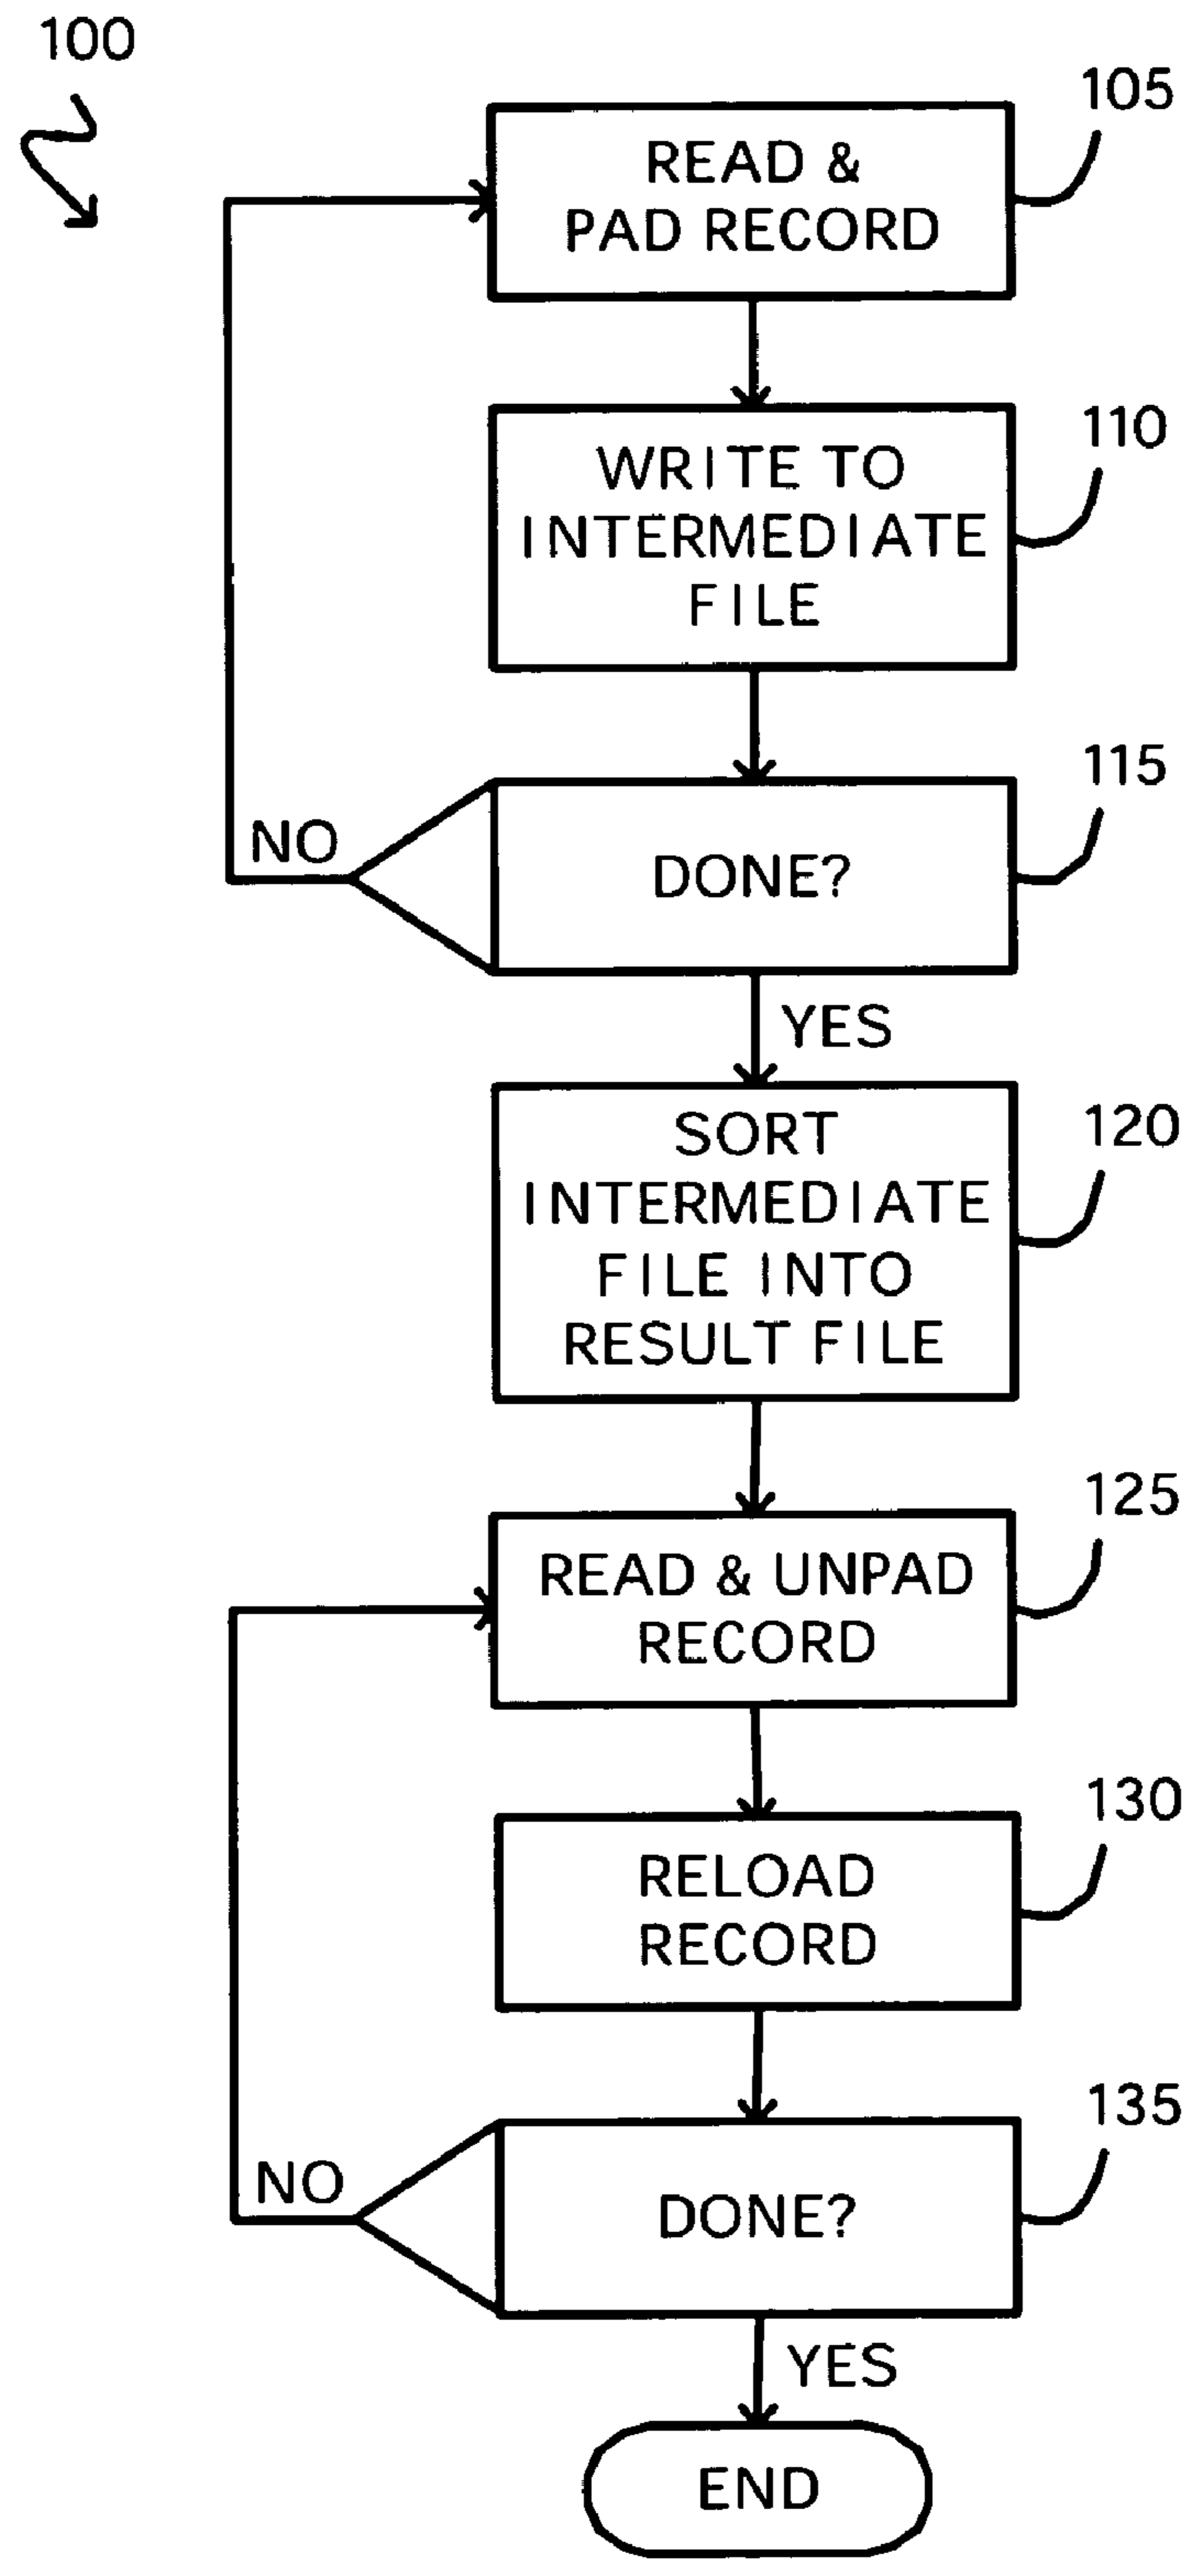 100
105
READ &
PAD RECORD
110
WRITE TO
INTERMEDIATE
FILE
115
NO
DONE?
YES
120
SORT
INTERMEDIATE
FILE INTO
RESULT FILE
125
READ & UNPAD
RECORD
130
RELOAD
RECORD
135
NO
DONE?
YES
END